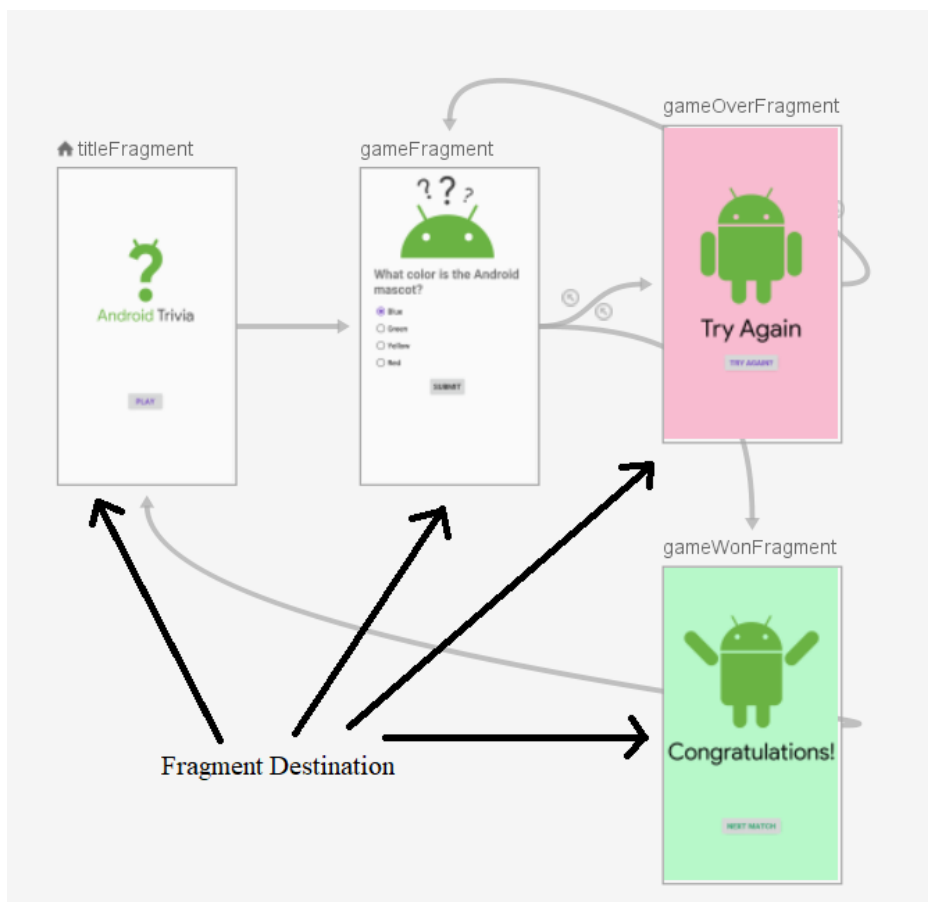 gameOverFragment
titleFragment
gameFragment
? ? ?
?
Android Trivia
PLAY
What color is the Android
mascot?
Blue
Green
Yellow
Red
SUBMIT
Try Again
TRY AGAIN?
gameWonFragment
Congratulations!
NEXT MATCH
Fragment Destination